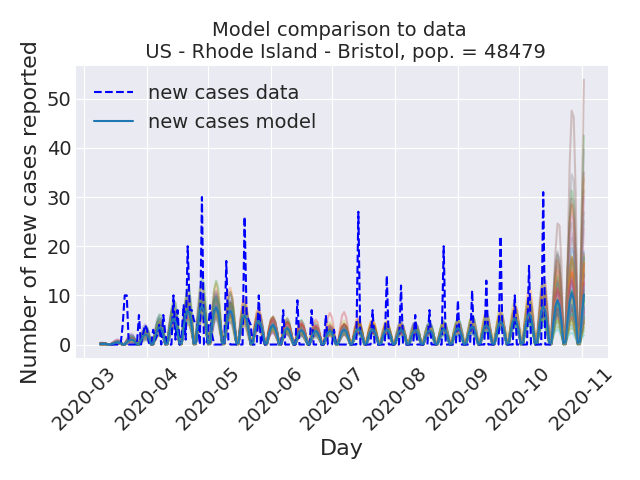 Model comparison to data
US - Rhode Island - Bristol, pop. = 48479
Number of new cases reported
50
40
30
20
10
0
new cases data
new cases model
2020-03
2020-04
2020-05
2020-06
2020-07
2020-08
2020-09
2020-10
2020-11
Day